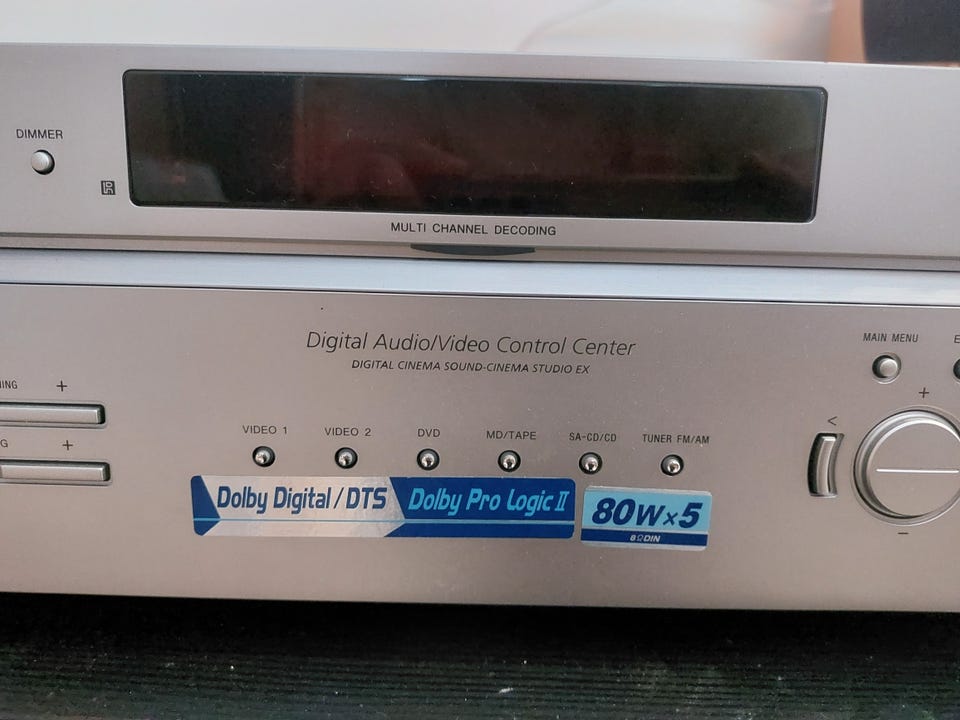 DIMMER
MULTI CHANNEL DECODING
Digital Audio/Video Control Center
DIGITAL CINEMA SOUND-CINEMA STUDIO EX
MAIN MENU
+
+
<
+
−
VIDEO 1
VIDEO 2
DVD
MD/TAPE
SA-CD/CD
TUNER FM/AM
Dolby Digital / DTS
Dolby Pro Logic II
80W×5
8ΩDIN